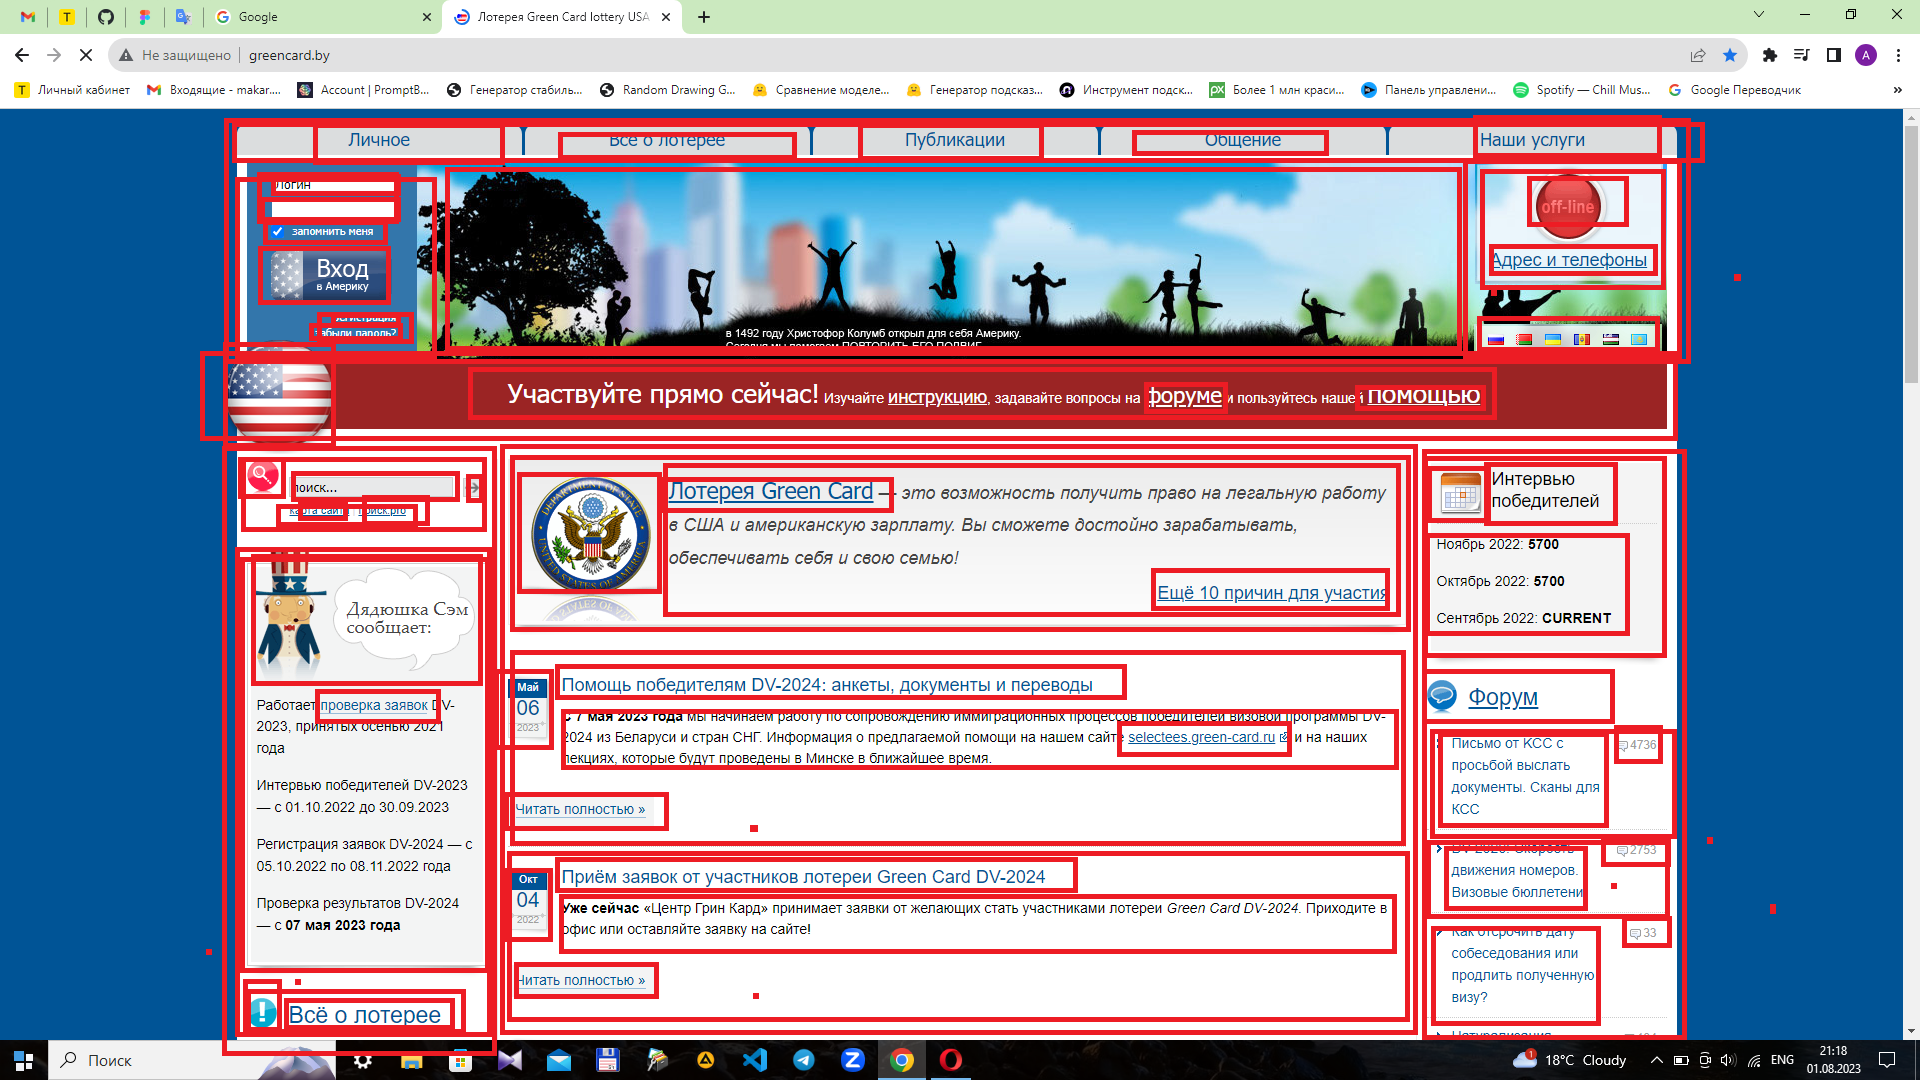 Google
Лотерея Green Card lottery USA
Не защищено
greencard.by
Личный кабинет
Входящие - makar....
Account | PromptB...
Генератор стабиль...
Random Drawing G...
Сравнение моделе...
Генератор подсказ...
Инструмент подск...
Более 1 млн краси...
Панель управлени...
Spotify — Chill Mus...
Google Переводчик
»
Личное
Всё о лотерее
Публикации
Общение
Наши услуги
Логин
запомнить меня
Вход
в Америку
регистрация
забыли пароль?
в 1492 году Христофор Колумб открыл для себя Америку.
Сегодня мы помогаем ПОВТОРИТЬ ЕГО ПОДВИГ
off-line
Адрес и телефоны
Участвуйте прямо сейчас! Изучайте инструкцию, задавайте вопросы на форуме и пользуйтесь нашей ПОМОЩЬЮ
поиск...
карта сайта | поиск.pro
Дядюшка Сэм
сообщает:
Работает проверка заявок DV-
2023, принятых осенью 2021
года
Интервью победителей DV-2023
— с 01.10.2022 до 30.09.2023
Регистрация заявок DV-2024 — с
05.10.2022 по 08.11.2022 года
Проверка результатов DV-2024
— с 07 мая 2023 года
Всё о лотерее
DEPARTMENT OF STATE
UNITED STATES OF AMERICA
Лотерея Green Card — это возможность получить право на легальную работу
в США и американскую зарплату. Вы сможете достойно зарабатывать,
обеспечивать себя и свою семью!
Ещё 10 причин для участия
Май
06
2023
Помощь победителям DV-2024: анкеты, документы и переводы
С 7 мая 2023 года мы начинаем работу по сопровождению иммиграционных процессов победителей визовой программы DV-
2024 из Беларуси и стран СНГ. Информация о предлагаемой помощи на нашем сайте selectees.green-card.ru и на наших
лекциях, которые будут проведены в Минске в ближайшее время.
Читать полностью »
Окт
04
2022
Приём заявок от участников лотереи Green Card DV-2024
Уже сейчас «Центр Грин Кард» принимает заявки от желающих стать участниками лотереи Green Card DV-2024. Приходите в
офис или оставляйте заявку на сайте!
Читать полностью »
Интервью
победителей
Ноябрь 2022: 5700
Октябрь 2022: 5700
Сентябрь 2022: CURRENT
Форум
Письмо от KCC с
просьбой выслать
документы. Сканы для
KCC
4736
DV-2023: Скорость
движения номеров.
Визовые бюллетени
2753
Как отсрочить дату
собеседования или
продлить полученную
визу?
33
Натурализация
Поиск
18°C Cloudy
ENG
21:18
01.08.2023